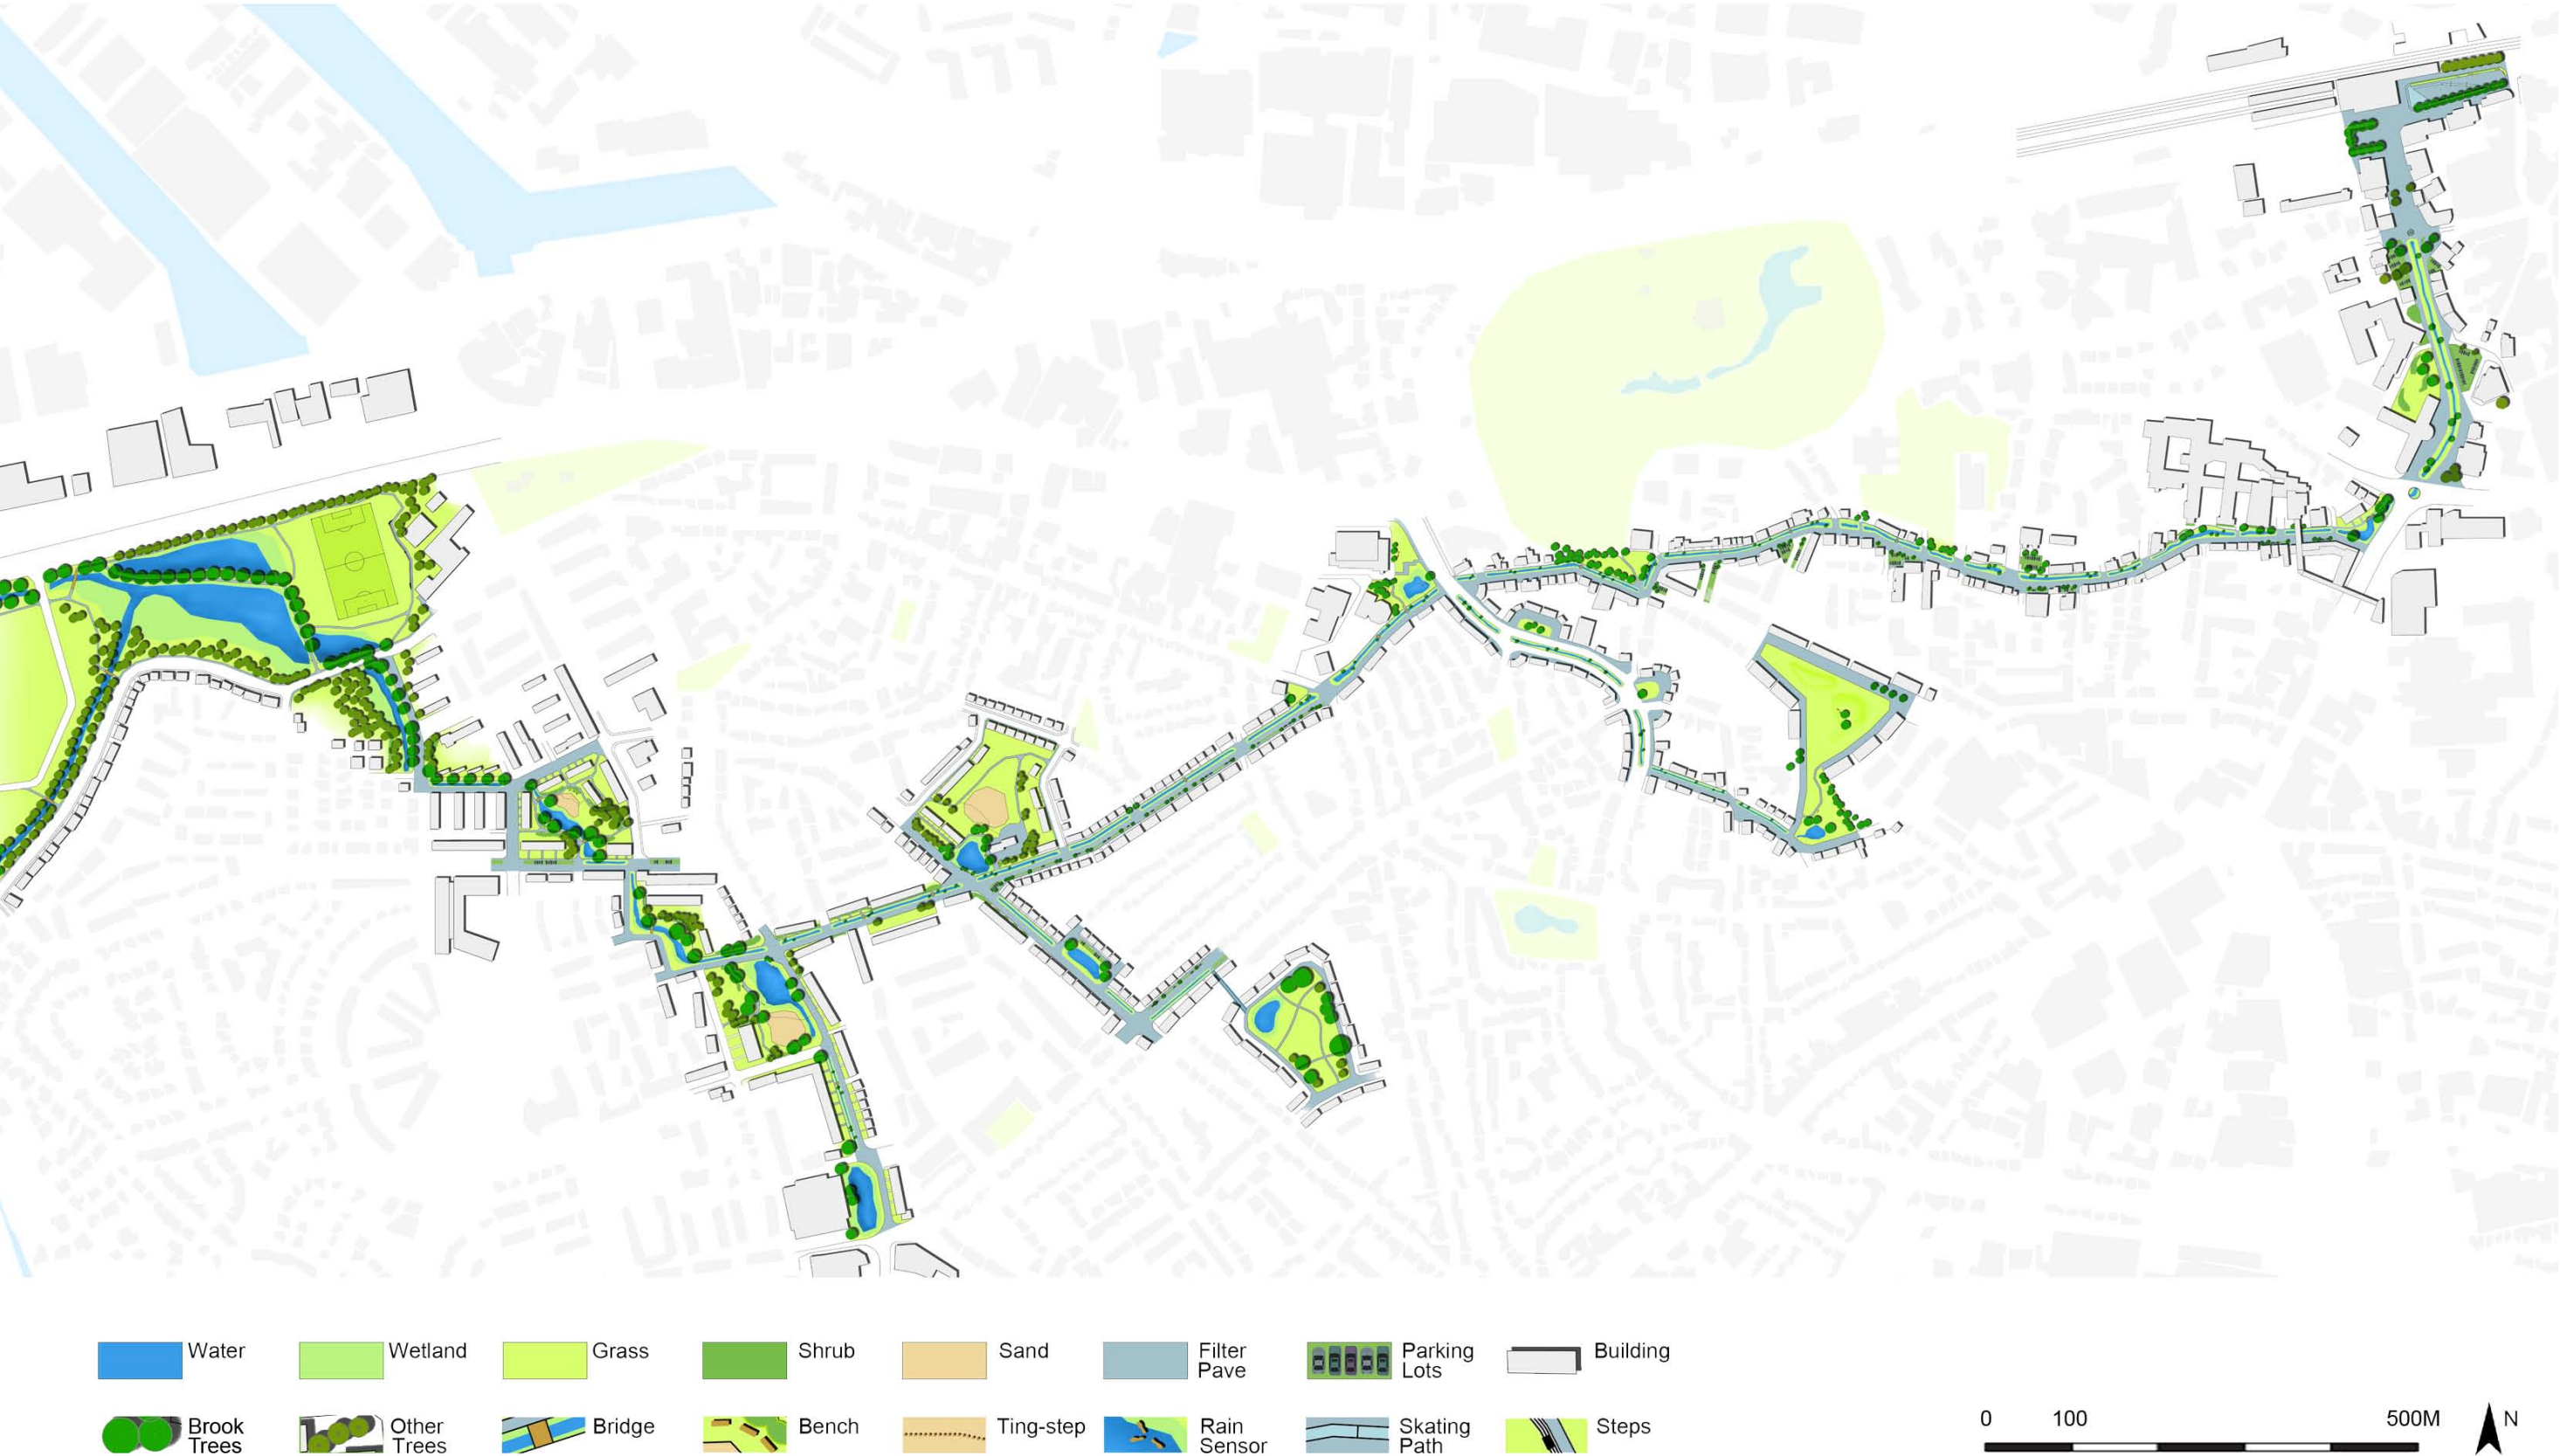 Water
Wetland
Grass
Shrub
Sand
Filter
Pave
Parking
Lots
Building
Brook
Trees
Other
Trees
Bridge
Bench
Ting-step
Rain
Sensor
Skating
Path
Steps
0 100 500M N